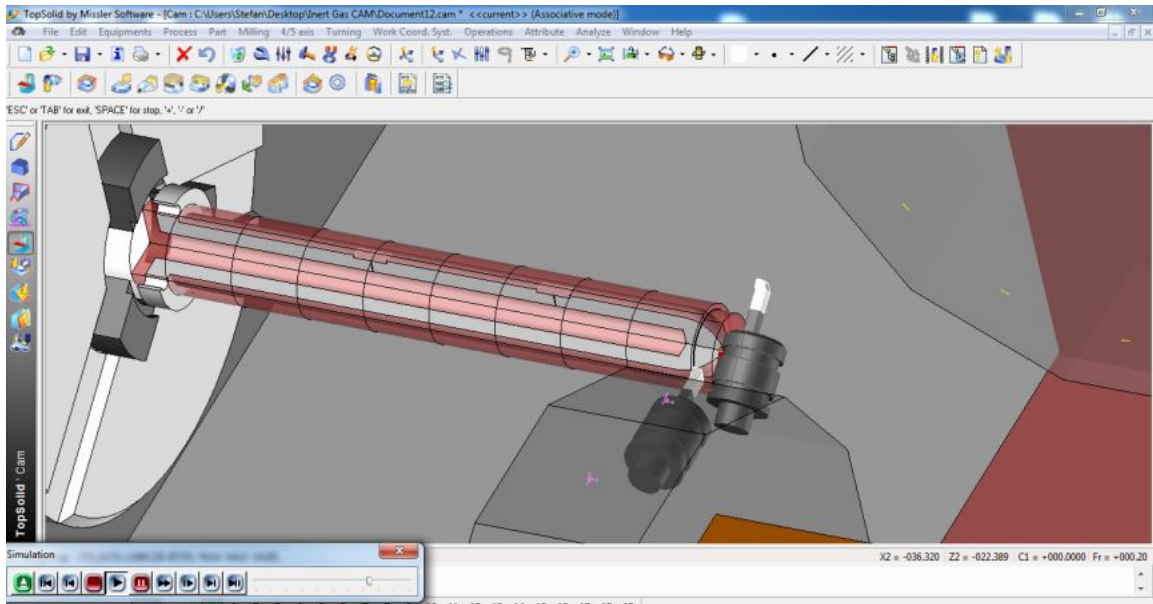 TopSolid by Missler Software - [Cam : C:\Users\Stefan\Desktop\Inert Gas CAM\Document12.cam * <<current>> (Associative mode)]
File Edit Equipments Process Part Milling 4/5 axis Turning Work Coord. Syst. Operations Attribute Analyze Window Help
'ESC' or 'TAB' for exit, 'SPACE' for stop, '+', '-' or '/'
TopSolid'Cam
Simulation
X2 = -036.320 Z2 = -022.389 C1 = +000.0000 Fr = +000.20